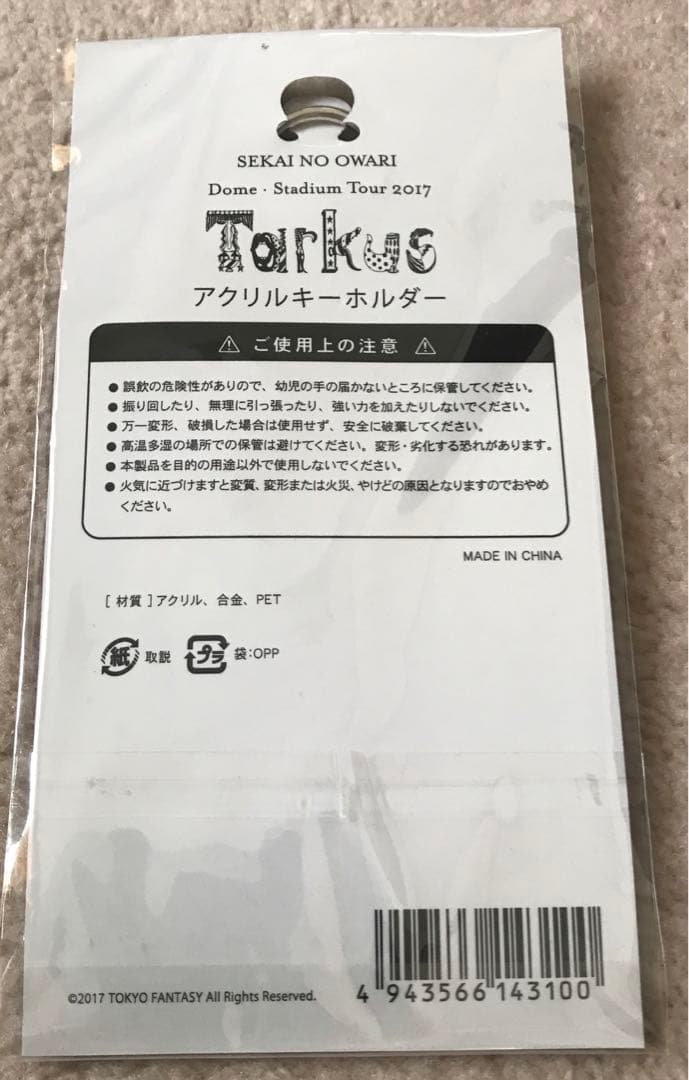 SEKAI NO OWARI
Dome · Stadium Tour 2017
Tarkus
アクリルキーホルダー
⚠ ご使用上の注意 ⚠
● 誤飲の危険性がありので、幼児の手の届かないところに保管してください。
● 振り回したり、無理に引っ張ったり、強い力を加えたりしないでください。
● 万一変形、破損した場合は使用せず、安全に破棄してください。
● 高温多湿の場所での保管は避けてください。変形・劣化する恐れがあります。
● 本製品を目的の用途以外で使用しないでください。
● 火気に近づけますと変質、変形または火災、やけどの原因となりますのでおやめ
ください。
MADE IN CHINA
[ 材質 ]アクリル、合金、PET
紙 取説 プラ 袋:OPP
©2017 TOKYO FANTASY All Rights Reserved.
4 943566 143100